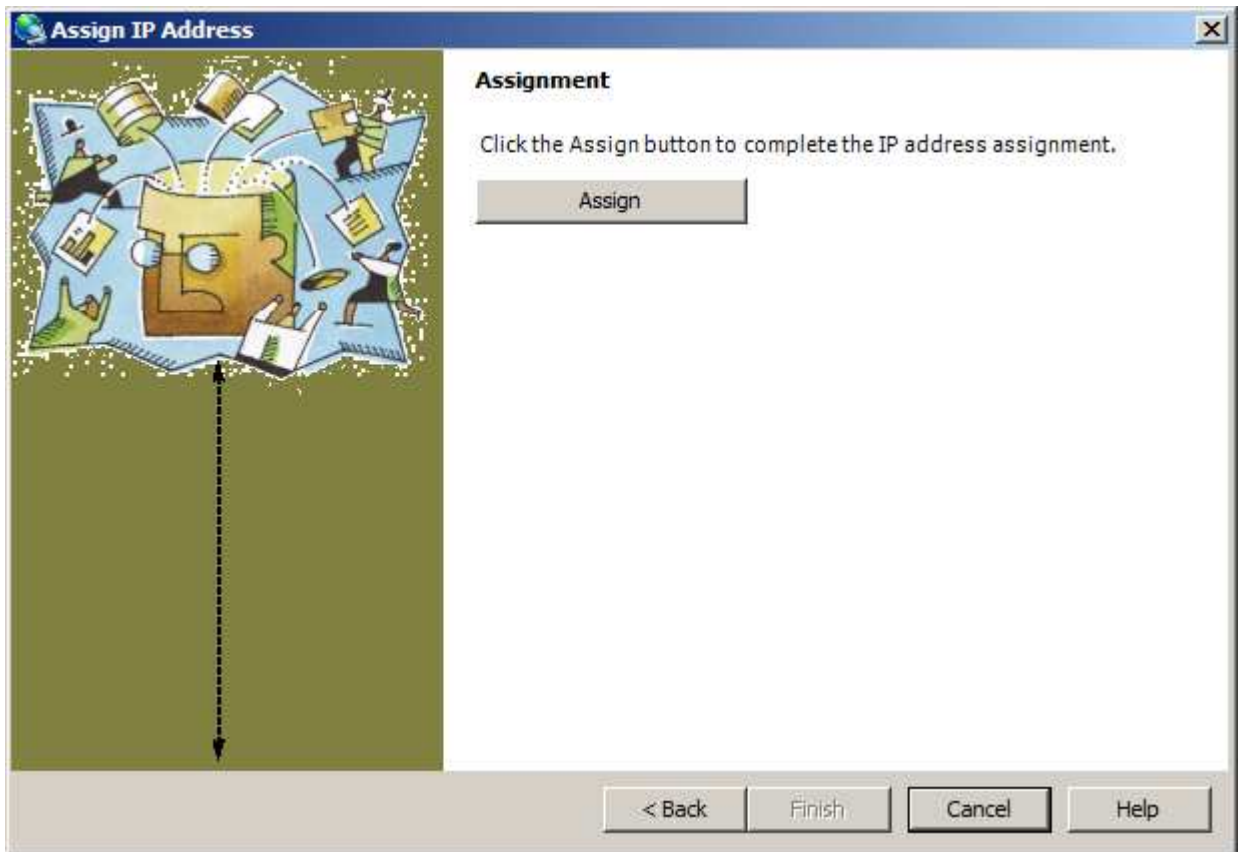 Assign IP Address
Assignment
Click the Assign button to complete the IP address assignment.
Assign
< Back
Finish
Cancel
Help